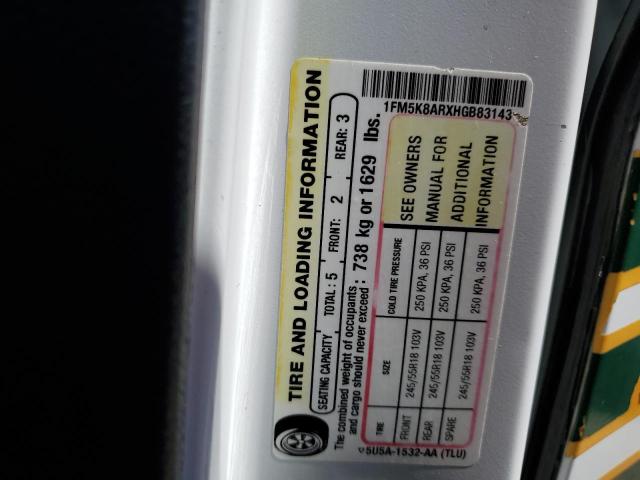 TIRE AND LOADING INFORMATION
SEATING CAPACITY TOTAL: 5 FRONT: 2 REAR: 3
The combined weight of occupants and cargo should never exceed: 738 kg or 1629 lbs.
TIRE SIZE COLD TIRE PRESSURE
FRONT 245/55R18 103V 250 KPA, 36 PSI
REAR 245/55R18 103V 250 KPA, 36 PSI
SPARE 245/55R18 103V 250 KPA, 36 PSI
SEE OWNERS
MANUAL FOR
ADDITIONAL
INFORMATION
5U5A-1532-AA (TLU)
1FM5K8ARXHGB83143